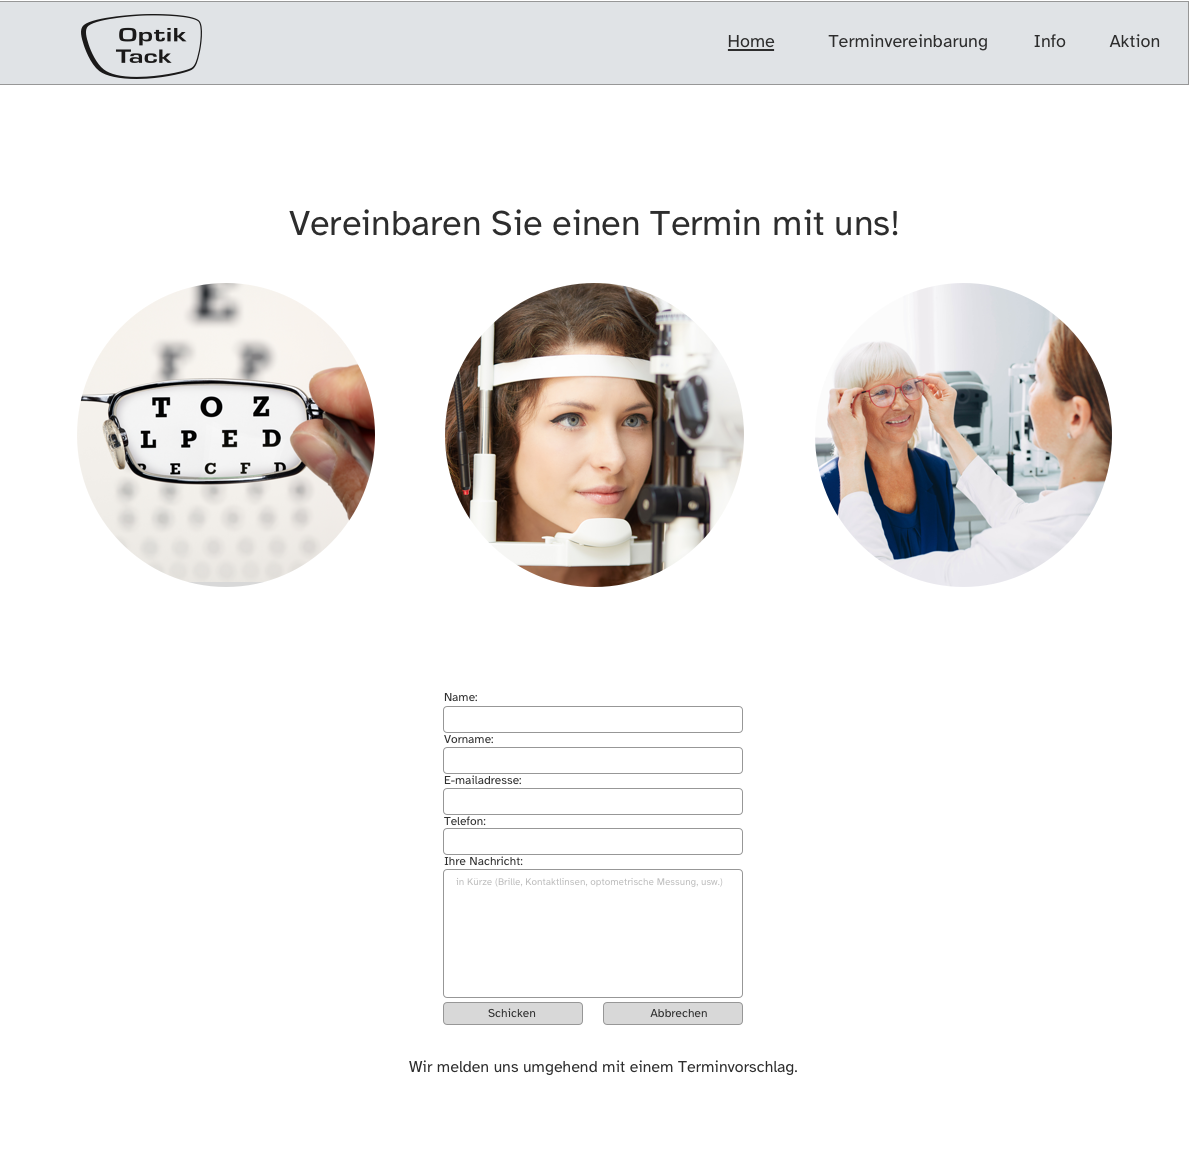 Optik
Tack
Home
Terminvereinbarung
Info
Aktion
Vereinbaren Sie einen Termin mit uns!
E
F P
T O Z
L P E D
P E C F D
Name:
Vorname:
E-mailadresse:
Telefon:
Ihre Nachricht:
in Kürze (Brille, Kontaktlinsen, optometrische Messung, usw.)
Schicken
Abbrechen
Wir melden uns umgehend mit einem Terminvorschlag.